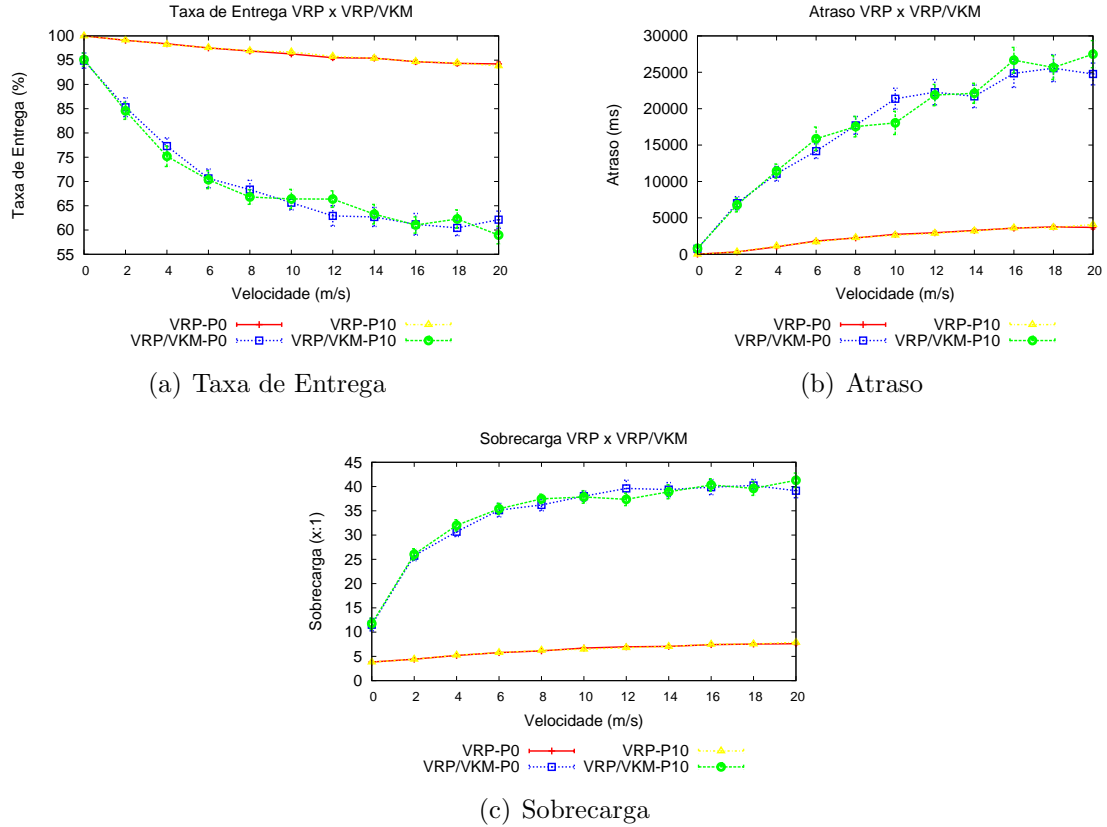 Taxa de Entrega VRP x VRP/VKM
Taxa de Entrega (%)
100
95
90
85
80
75
70
65
60
55
0 2 4 6 8 10 12 14 16 18 20
Velocidade (m/s)
VRP-P0 VRP-P10
VRP/VKM-P0 VRP/VKM-P10
(a) Taxa de Entrega
Atraso VRP x VRP/VKM
Atraso (ms)
30000
25000
20000
15000
10000
5000
0
0 2 4 6 8 10 12 14 16 18 20
Velocidade (m/s)
VRP-P0 VRP-P10
VRP/VKM-P0 VRP/VKM-P10
(b) Atraso
Sobrecarga VRP x VRP/VKM
Sobrecarga (x:1)
45
40
35
30
25
20
15
10
5
0
0 2 4 6 8 10 12 14 16 18 20
Velocidade (m/s)
VRP-P0 VRP-P10
VRP/VKM-P0 VRP/VKM-P10
(c) Sobrecarga